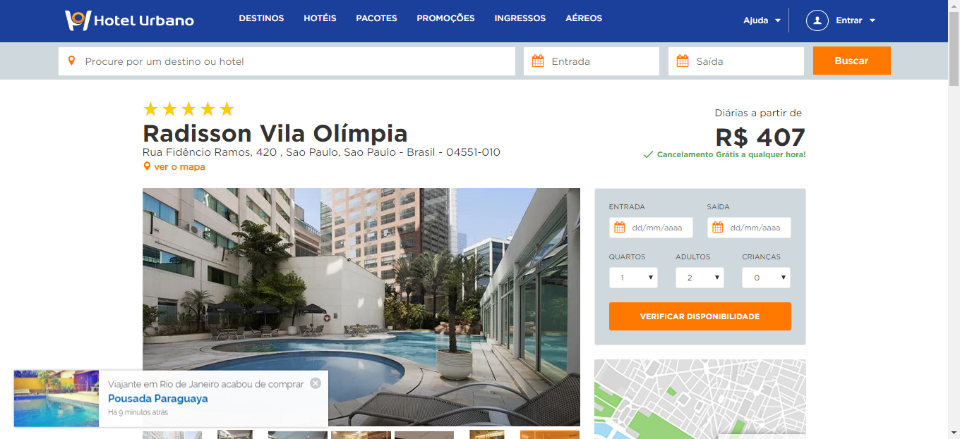 Hotel Urbano
DESTINOS HOTÉIS PACOTES PROMOÇÕES INGRESSOS AÉREOS
Ajuda Entrar
Procure por um destino ou hotel
Entrada
Saída
Buscar
Radisson Vila Olímpia
Rua Fidêncio Ramos, 420 , Sao Paulo, Sao Paulo - Brasil - 04551-010
ver o mapa
Diárias a partir de
R$ 407
Cancelamento Grátis a qualquer hora!
ENTRADA SAÍDA
dd/mm/aaaa dd/mm/aaaa
QUARTOS ADULTOS CRIANÇAS
1 2 0
VERIFICAR DISPONIBILIDADE
Viajante em Rio de Janeiro acabou de comprar
Pousada Paraguaya
Há 9 minutos atrás